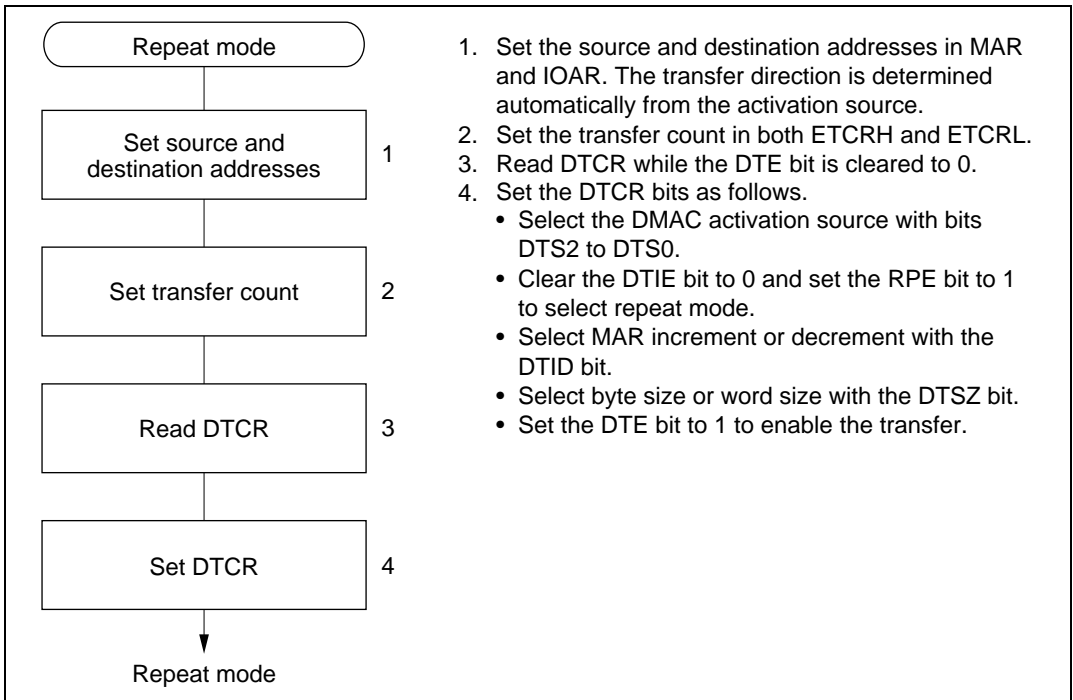 Repeat mode
Set source and
destination addresses
1
Set transfer count
2
Read DTCR
3
Set DTCR
4
Repeat mode
1. Set the source and destination addresses in MAR
and IOAR. The transfer direction is determined
automatically from the activation source.
2. Set the transfer count in both ETCRH and ETCRL.
3. Read DTCR while the DTE bit is cleared to 0.
4. Set the DTCR bits as follows.
• Select the DMAC activation source with bits
DTS2 to DTS0.
• Clear the DTIE bit to 0 and set the RPE bit to 1
to select repeat mode.
• Select MAR increment or decrement with the
DTID bit.
• Select byte size or word size with the DTSZ bit.
• Set the DTE bit to 1 to enable the transfer.